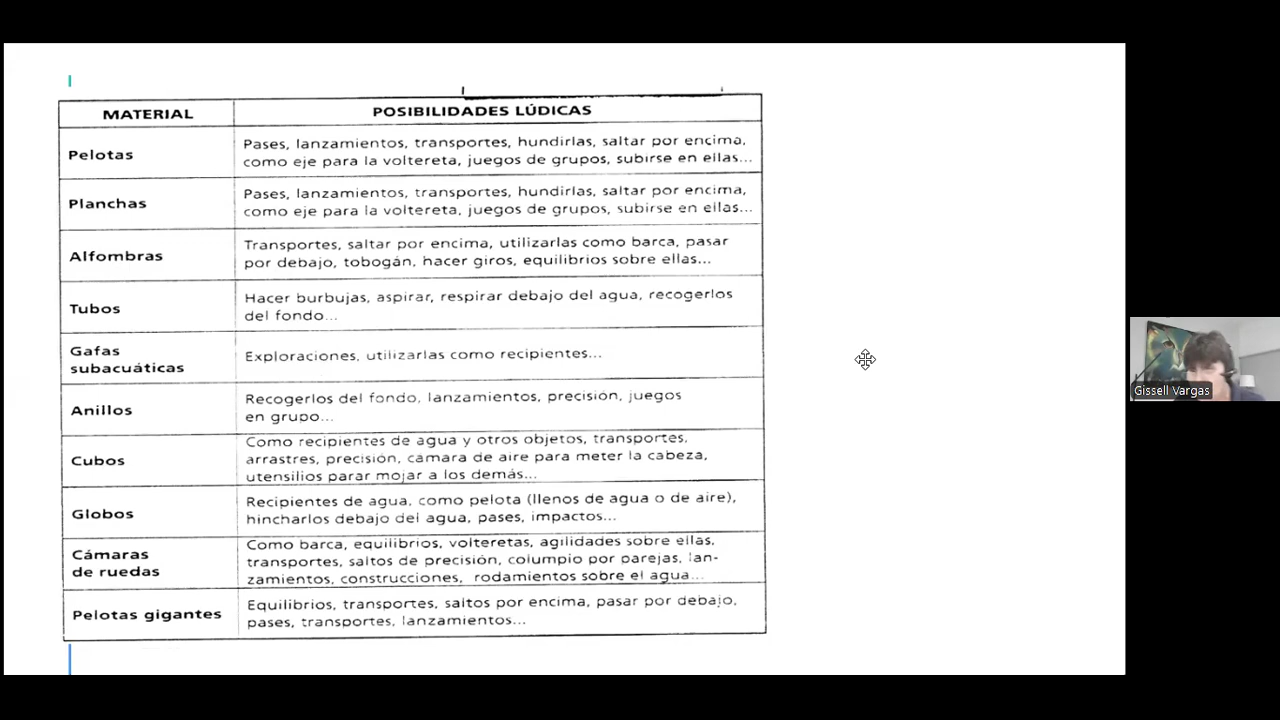 MATERIAL
POSIBILIDADES LÚDICAS
Pelotas
Pases, lanzamientos, transportes, hundirlas, saltar por encima,
como eje para la voltereta, juegos de grupos, subirse en ellas...
Planchas
Pases, lanzamientos, transportes, hundirlas, saltar por encima,
como eje para la voltereta, juegos de grupos, subirse en ellas...
Alfombras
Transportes, saltar por encima, utilizarlas como barca, pasar
por debajo, tobogán, hacer giros, equilibrios sobre ellas...
Tubos
Hacer burbujas, aspirar, respirar debajo del agua, recogerlos
del fondo...
Gafas
subacuáticas
Exploraciones, utilizarlas como recipientes...
Anillos
Recogerlos del fondo, lanzamientos, precisión, juegos
en grupo...
Cubos
Como recipientes de agua y otros objetos, transportes,
arrastres, precisión, cámara de aire para meter la cabeza,
utensilios parar mojar a los demás...
Globos
Recipientes de agua, como pelota (llenos de agua o de aire),
hincharlos debajo del agua, pases, impactos...
Cámaras
de ruedas
Como barca, equilibrios, volteretas, agilidades sobre ellas,
transportes, saltos de precisión, columpio por parejas, lan-
zamientos, construcciones, rodamientos sobre el agua...
Pelotas gigantes
Equilibrios, transportes, saltos por encima, pasar por debajo,
pases, transportes, lanzamientos...
Gissell Vargas